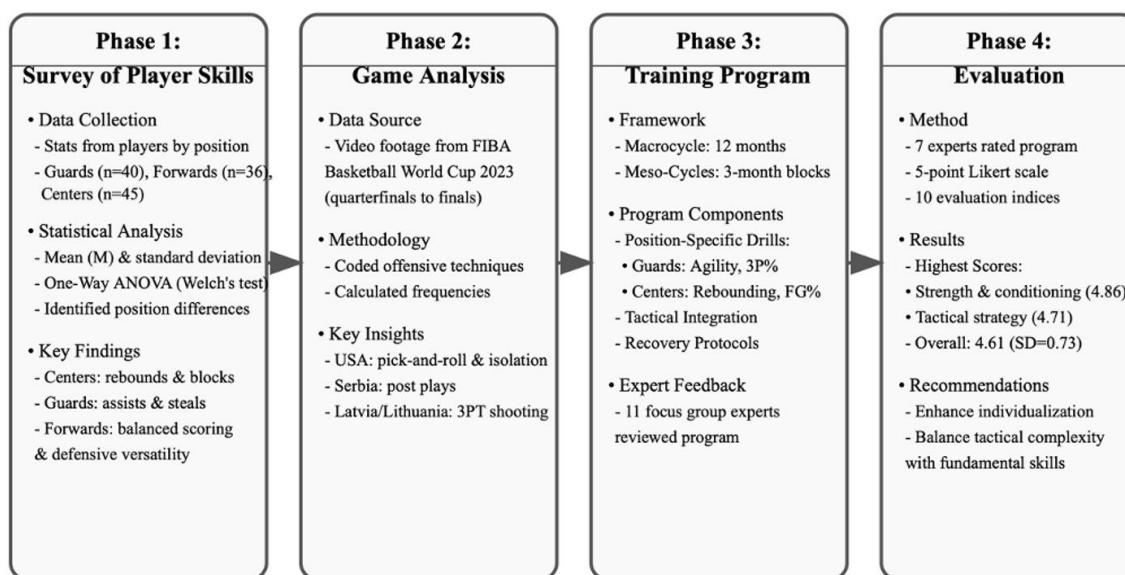 Phase 1:
Survey of Player Skills
• Data Collection
- Stats from players by position
- Guards (n=40), Forwards (n=36),
Centers (n=45)
• Statistical Analysis
- Mean (M) & standard deviation
- One-Way ANOVA (Welch's test)
- Identified position differences
• Key Findings
- Centers: rebounds & blocks
- Guards: assists & steals
- Forwards: balanced scoring
& defensive versatility
Phase 2:
Game Analysis
• Data Source
- Video footage from FIBA
Basketball World Cup 2023
(quarterfinals to finals)
• Methodology
- Coded offensive techniques
- Calculated frequencies
• Key Insights
- USA: pick-and-roll & isolation
- Serbia: post plays
- Latvia/Lithuania: 3PT shooting
Phase 3:
Training Program
• Framework
- Macrocycle: 12 months
- Meso-Cycles: 3-month blocks
• Program Components
- Position-Specific Drills:
• Guards: Agility, 3P%
• Centers: Rebounding, FG%
- Tactical Integration
- Recovery Protocols
• Expert Feedback
- 11 focus group experts
reviewed program
Phase 4:
Evaluation
• Method
- 7 experts rated program
- 5-point Likert scale
- 10 evaluation indices
• Results
- Highest Scores:
• Strength & conditioning (4.86)
• Tactical strategy (4.71)
- Overall: 4.61 (SD=0.73)
• Recommendations
- Enhance individualization
- Balance tactical complexity
with fundamental skills